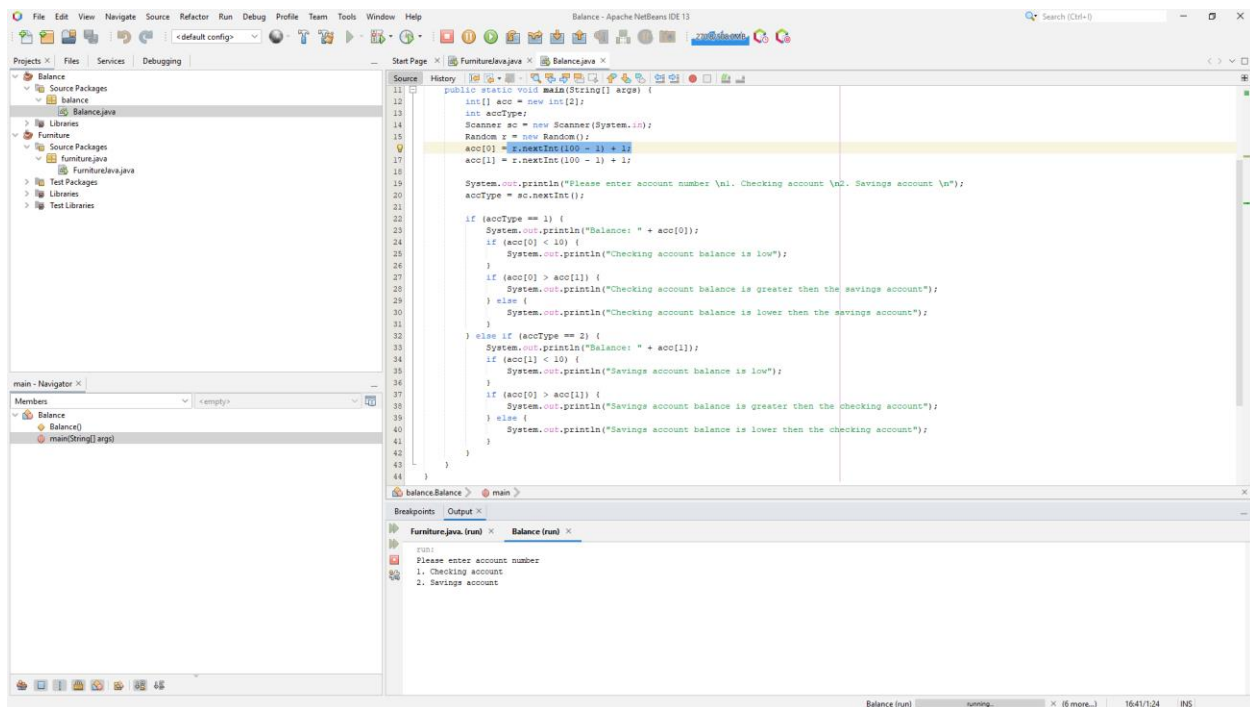 File Edit View Navigate Source Refactor Run Debug Profile Team Tools Window Help
Balance - Apache NetBeans IDE 13
Search (Ctrl+I)
<default config>
Projects Files Services Debugging
Balance
Source Packages
balance
Balance.java
Libraries
Furniture
Source Packages
furniture.java
FurnitureJava.java
Test Packages
Libraries
Test Libraries
main - Navigator
Members <empty>
Balance
Balance()
main(String[] args)
Start Page FurnitureJava.java Balance.java
Source History
11 public static void main(String[] args) {
12 int[] acc = new int[2];
13 int accType;
14 Scanner sc = new Scanner(System.in);
15 Random r = new Random();
acc[0] = r.nextInt(100 - 1) + 1;
17 acc[1] = r.nextInt(100 - 1) + 1;
18
19 System.out.println("Please enter account number \n1. Checking account \n2. Savings account \n");
20 accType = sc.nextInt();
21
22 if (accType == 1) {
23 System.out.println("Balance: " + acc[0]);
24 if (acc[0] < 10) {
25 System.out.println("Checking account balance is low");
26 }
27 if (acc[0] > acc[1]) {
28 System.out.println("Checking account balance is greater then the savings account");
29 } else {
30 System.out.println("Checking account balance is lower then the savings account");
31 }
32 } else if (accType == 2) {
33 System.out.println("Balance: " + acc[1]);
34 if (acc[1] < 10) {
35 System.out.println("Savings account balance is low");
36 }
37 if (acc[0] > acc[1]) {
38 System.out.println("Savings account balance is greater then the checking account");
39 } else {
40 System.out.println("Savings account balance is lower then the checking account");
41 }
42 }
43 }
44 }
balance.Balance main
Breakpoints Output
Furniture.java. (run) Balance (run)
run:
Please enter account number
1. Checking account
2. Savings account
Balance (run) running... (6 more...) 16:41/1:24 INS